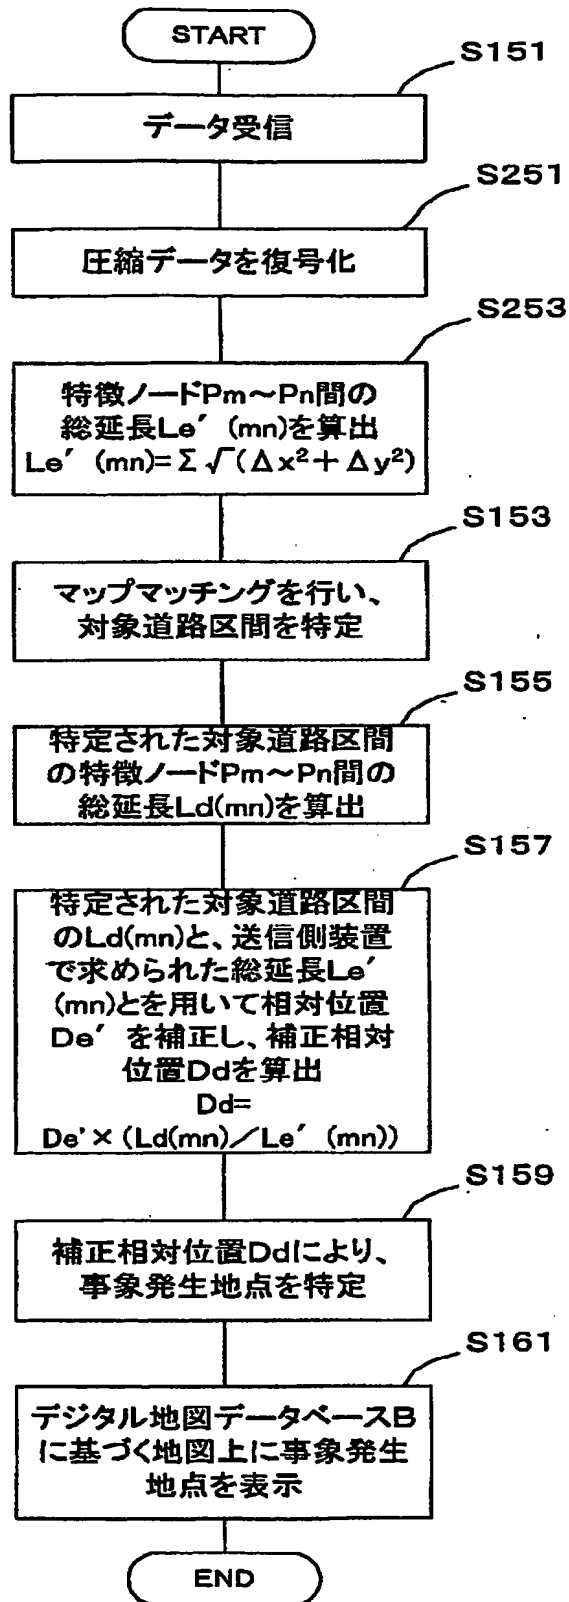 START
S151
データ受信
S251
圧縮データを復号化
S253
特徴ノードPm～Pn間の
総延長Le′(mn)を算出
Le′(mn)=Σ√(Δx²+Δy²)
S153
マップマッチングを行い、
対象道路区間を特定
S155
特定された対象道路区間
の特徴ノードPm～Pn間の
総延長Ld(mn)を算出
S157
特定された対象道路区間
のLd(mn)と、送信側装置
で求められた総延長Le′
(mn)とを用いて相対位置
De′を補正し、補正相対
位置Ddを算出
Dd=
De'×(Ld(mn)／Le′(mn))
S159
補正相対位置Ddにより、
事象発生地点を特定
S161
デジタル地図データベースB
に基づく地図上に事象発生
地点を表示
END